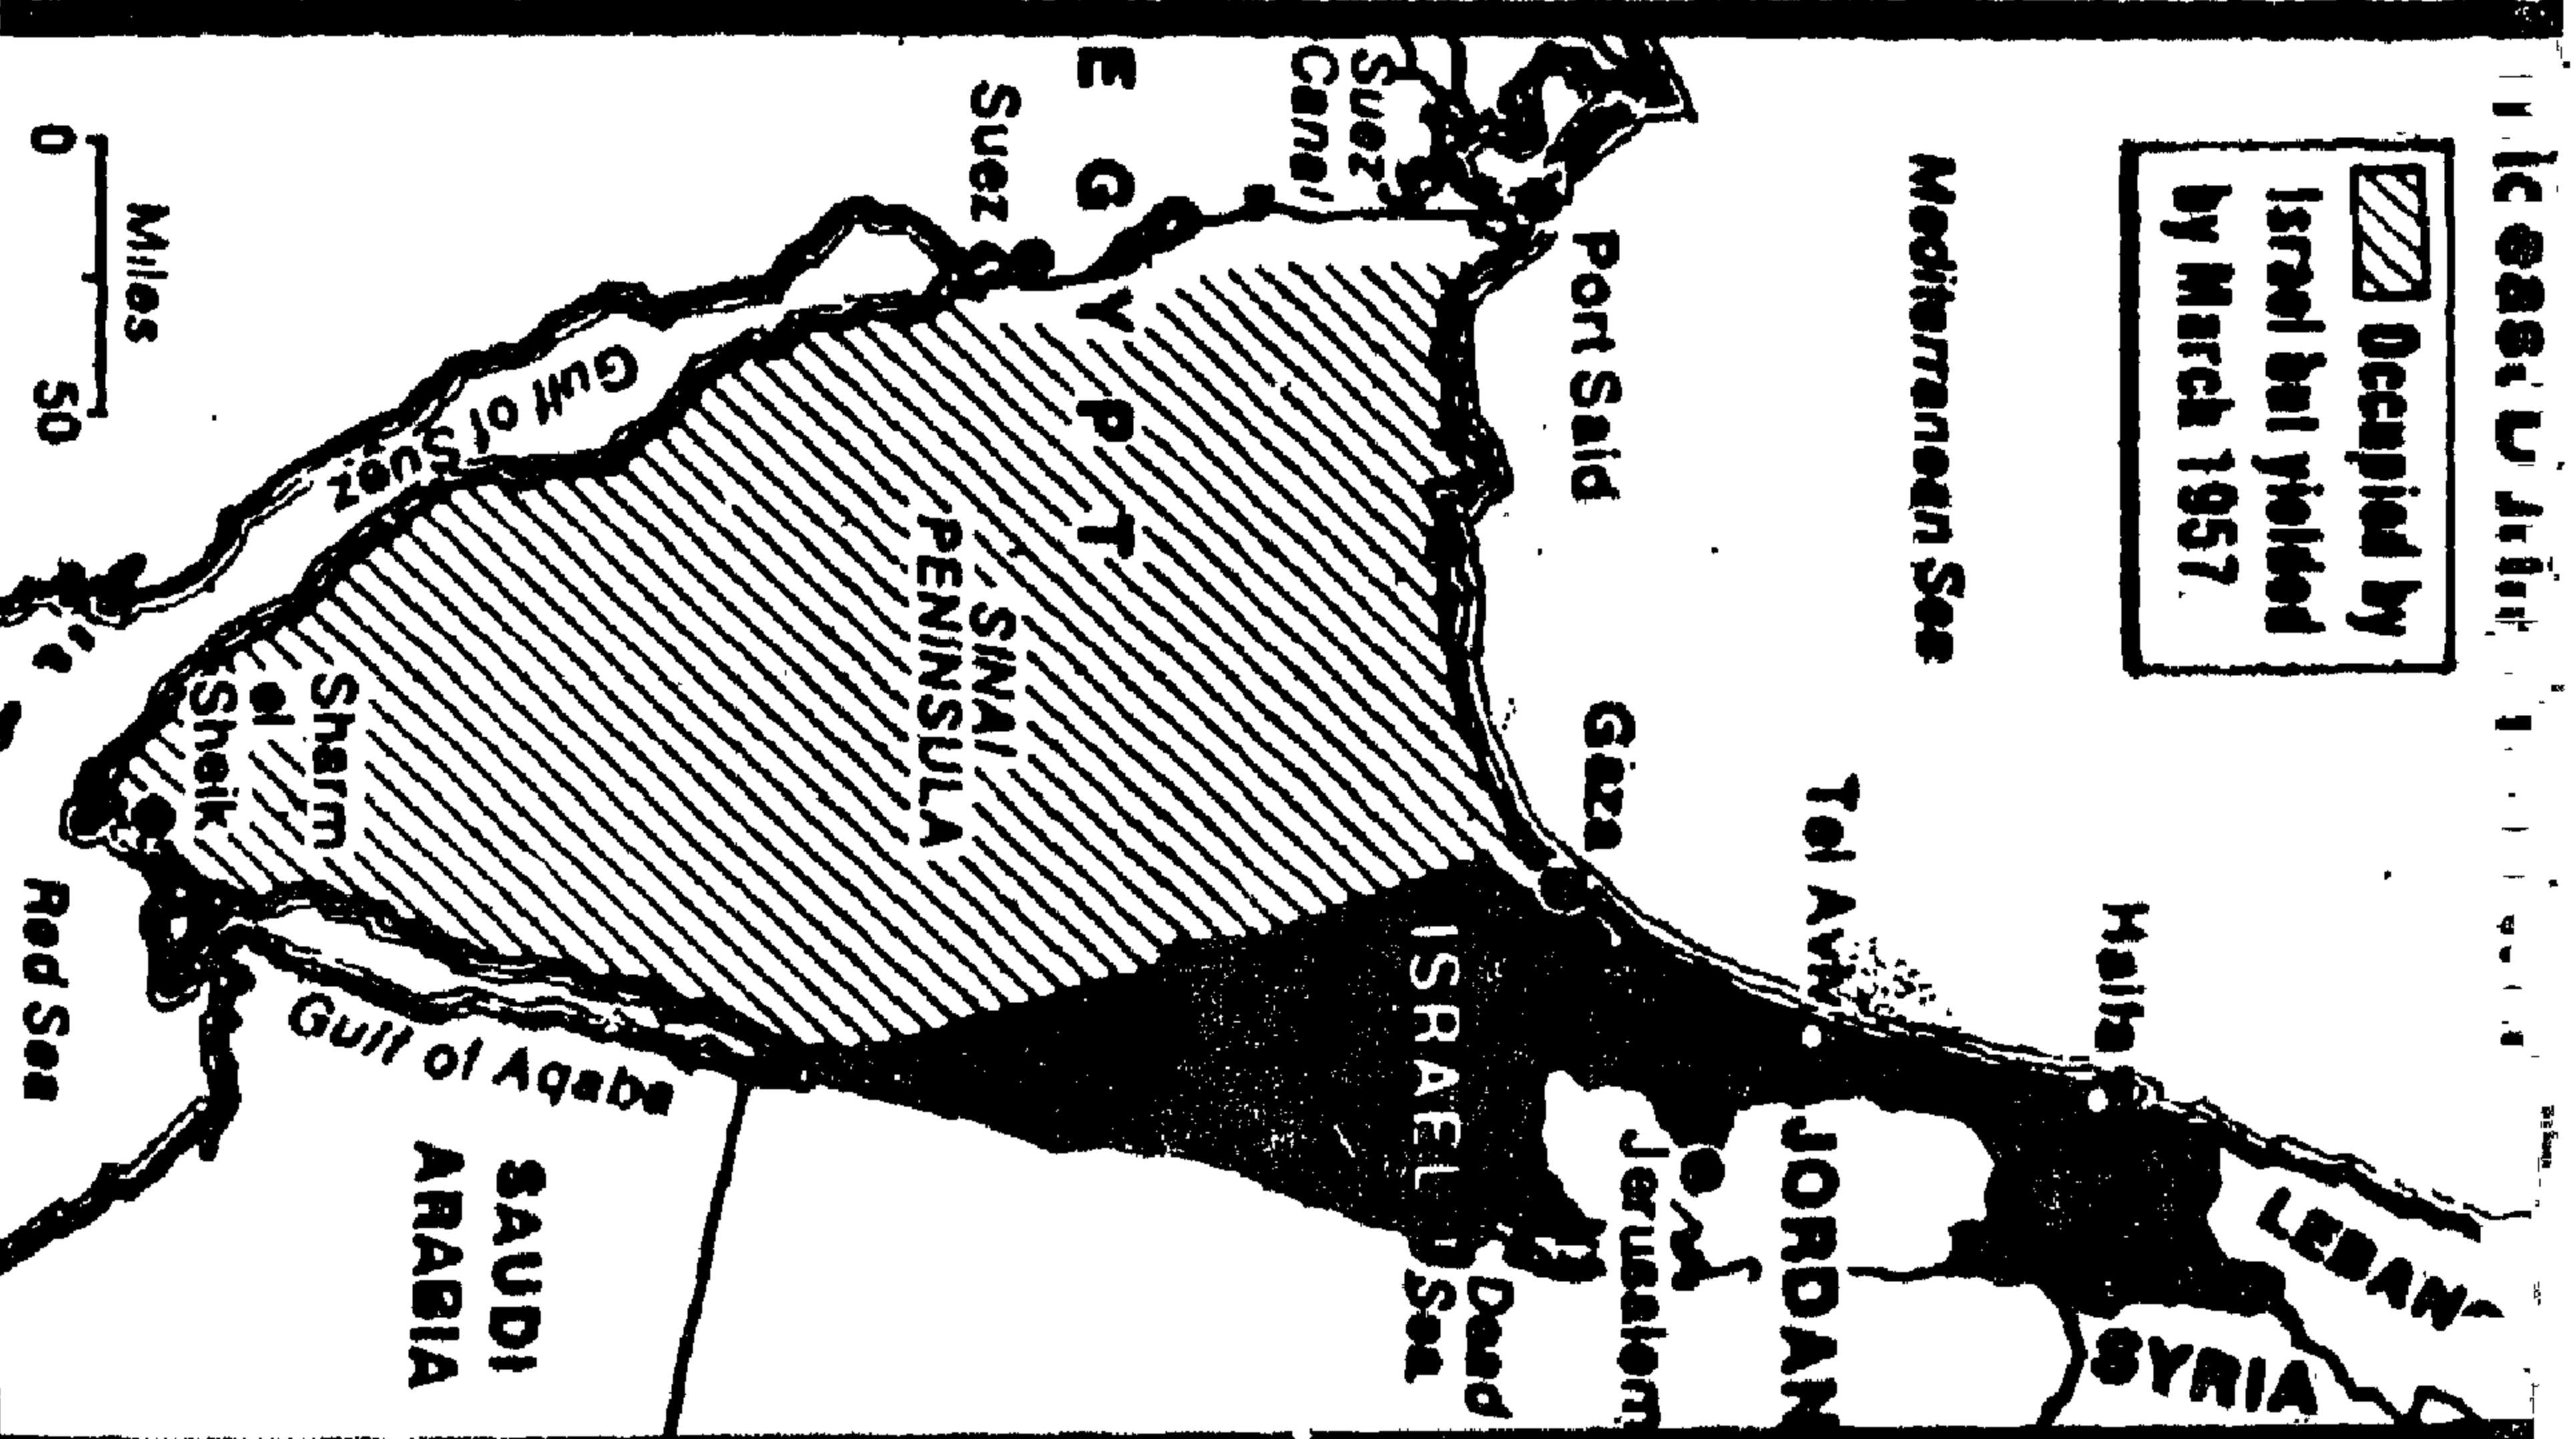 Occupied by
Israel but yielded
by March 1957.
Mediterranean Sea
LEBAN
Haifa
SYRIA
Tel Aviv
JORDAN
Jerusalem
Gaza
Port Said
Dead
Sea
ISRAEL
Suez
Canal
EGYPT
Suez
SINAI
PENINSULA
Gulf of Suez
SAUDI
ARABIA
Gulf of Aqaba
Sharm
el
Sheik
Miles
0 50
Red Sea